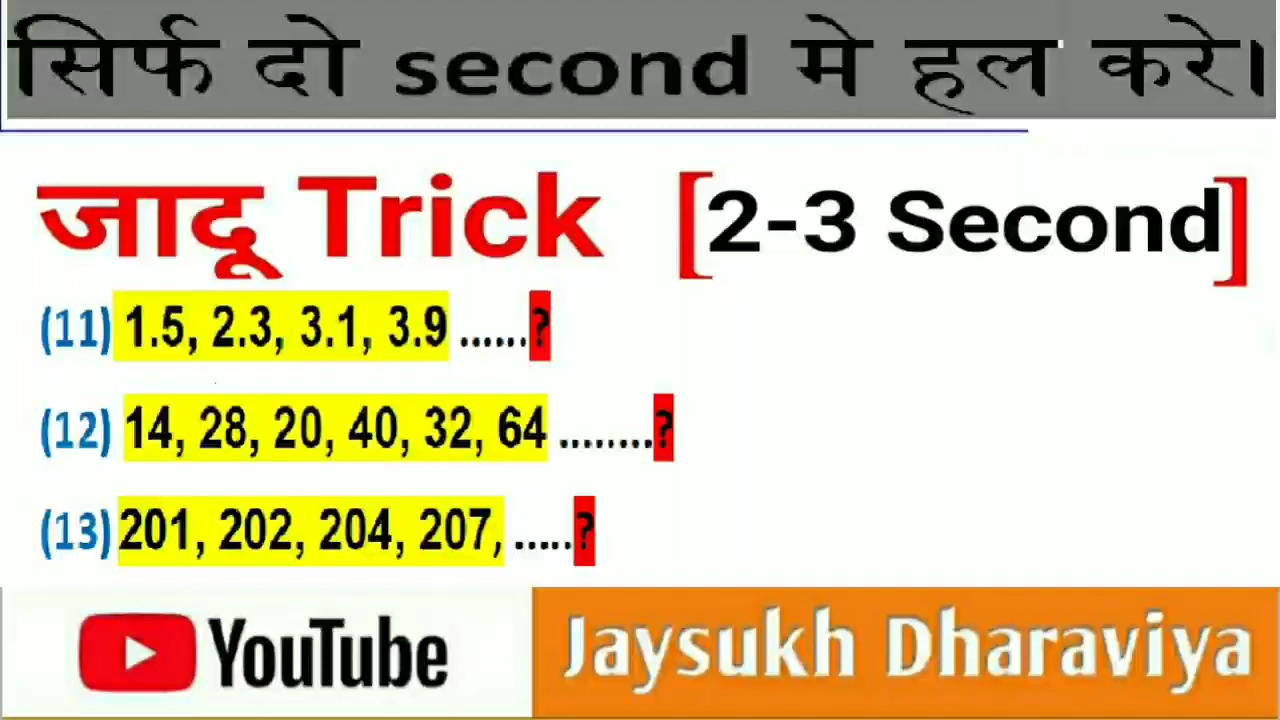 सिर्फ दो second मे हल करे।
जादू Trick [2-3 Second]
(11) 1.5, 2.3, 3.1, 3.9 ......?
(12) 14, 28, 20, 40, 32, 64 ........?
(13) 201, 202, 204, 207, .....?
YouTube Jaysukh Dharaviya